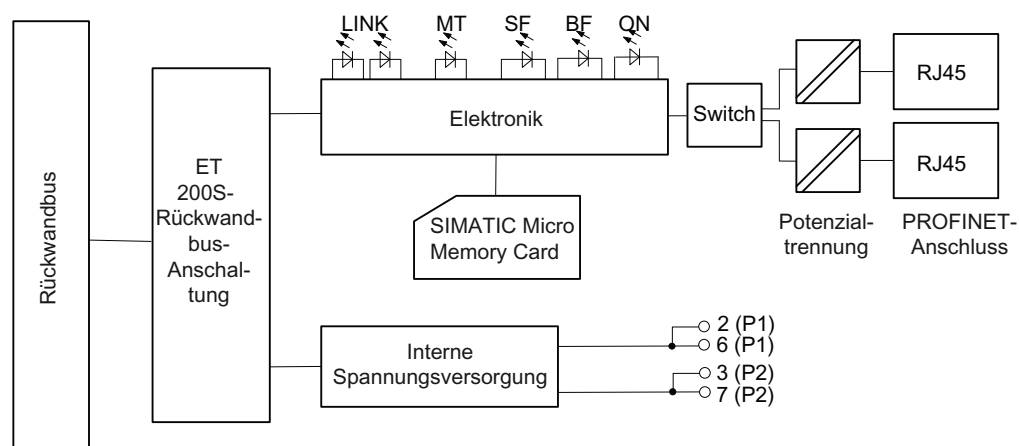 LINK MT SF BF ON
Rückwandbus
ET
200S-
Rückwand-
bus-
Anschal-
tung
Elektronik
Switch
RJ45
RJ45
SIMATIC Micro
Memory Card
Potenzial-
trennung
PROFINET-
Anschluss
Interne
Spannungsversorgung
2 (P1)
6 (P1)
3 (P2)
7 (P2)